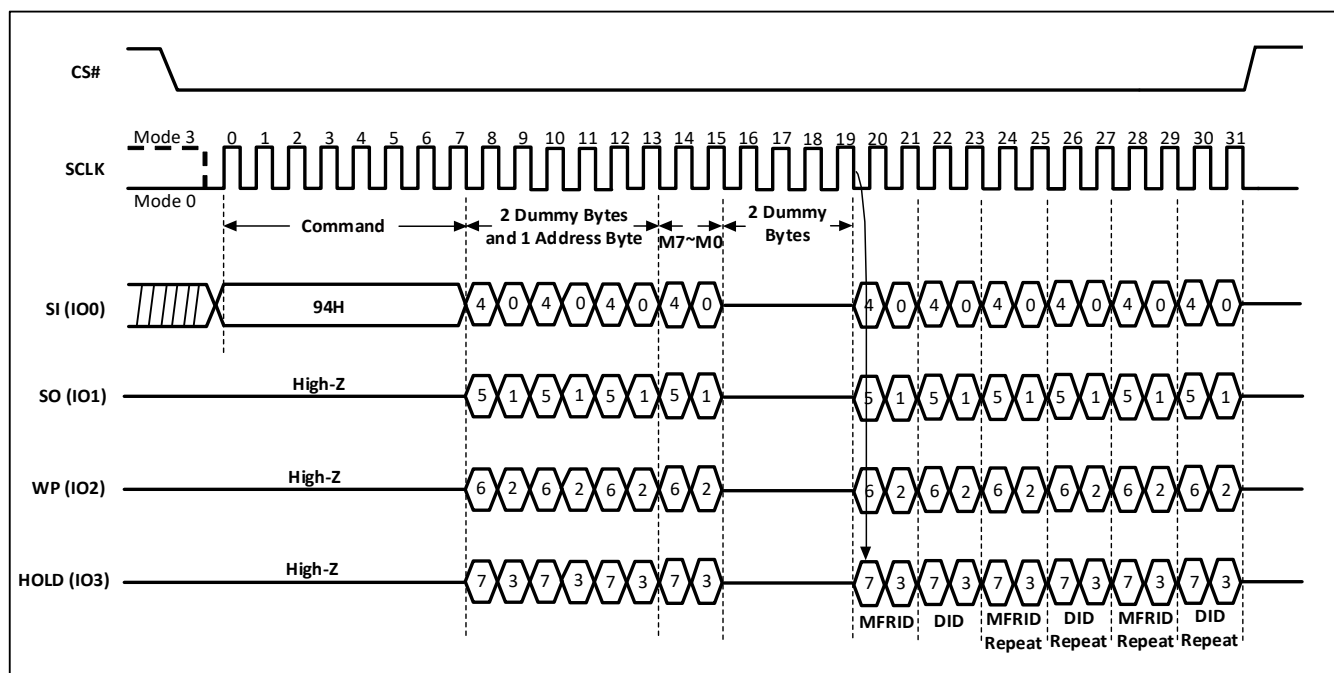 CS#
Mode 3
0 1 2 3 4 5 6 7 8 9 10 11 12 13 14 15 16 17 18 19 20 21 22 23 24 25 26 27 28 29 30 31
SCLK
Mode 0
Command
2 Dummy Bytes
and 1 Address Byte
M7~M0
2 Dummy
Bytes
SI (IO0)
94H
4 0 4 0 4 0 4 0 4 0 4 0 4 0 4 0 4 0 4 0
SO (IO1)
High-Z
5 1 5 1 5 1 5 1 5 1 5 1 5 1 5 1 5 1 5 1
WP (IO2)
High-Z
6 2 6 2 6 2 6 2 6 2 6 2 6 2 6 2 6 2 6 2
HOLD (IO3)
High-Z
7 3 7 3 7 3 7 3 7 3 7 3 7 3 7 3 7 3 7 3
MFRID
DID
MFRID
Repeat
DID
Repeat
MFRID
Repeat
DID
Repeat